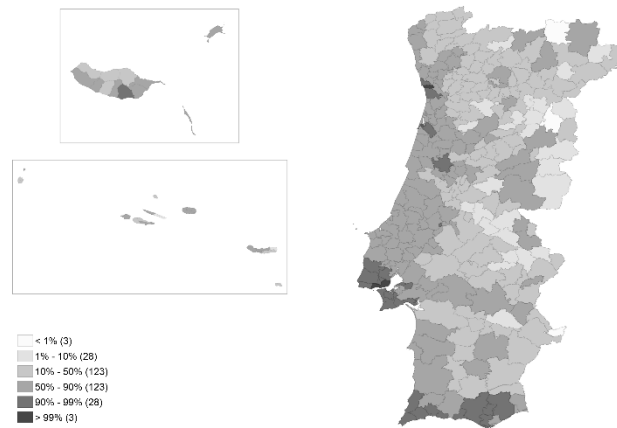 < 1% (3)
1% - 10% (28)
10% - 50% (123)
50% - 90% (123)
90% - 99% (28)
> 99% (3)